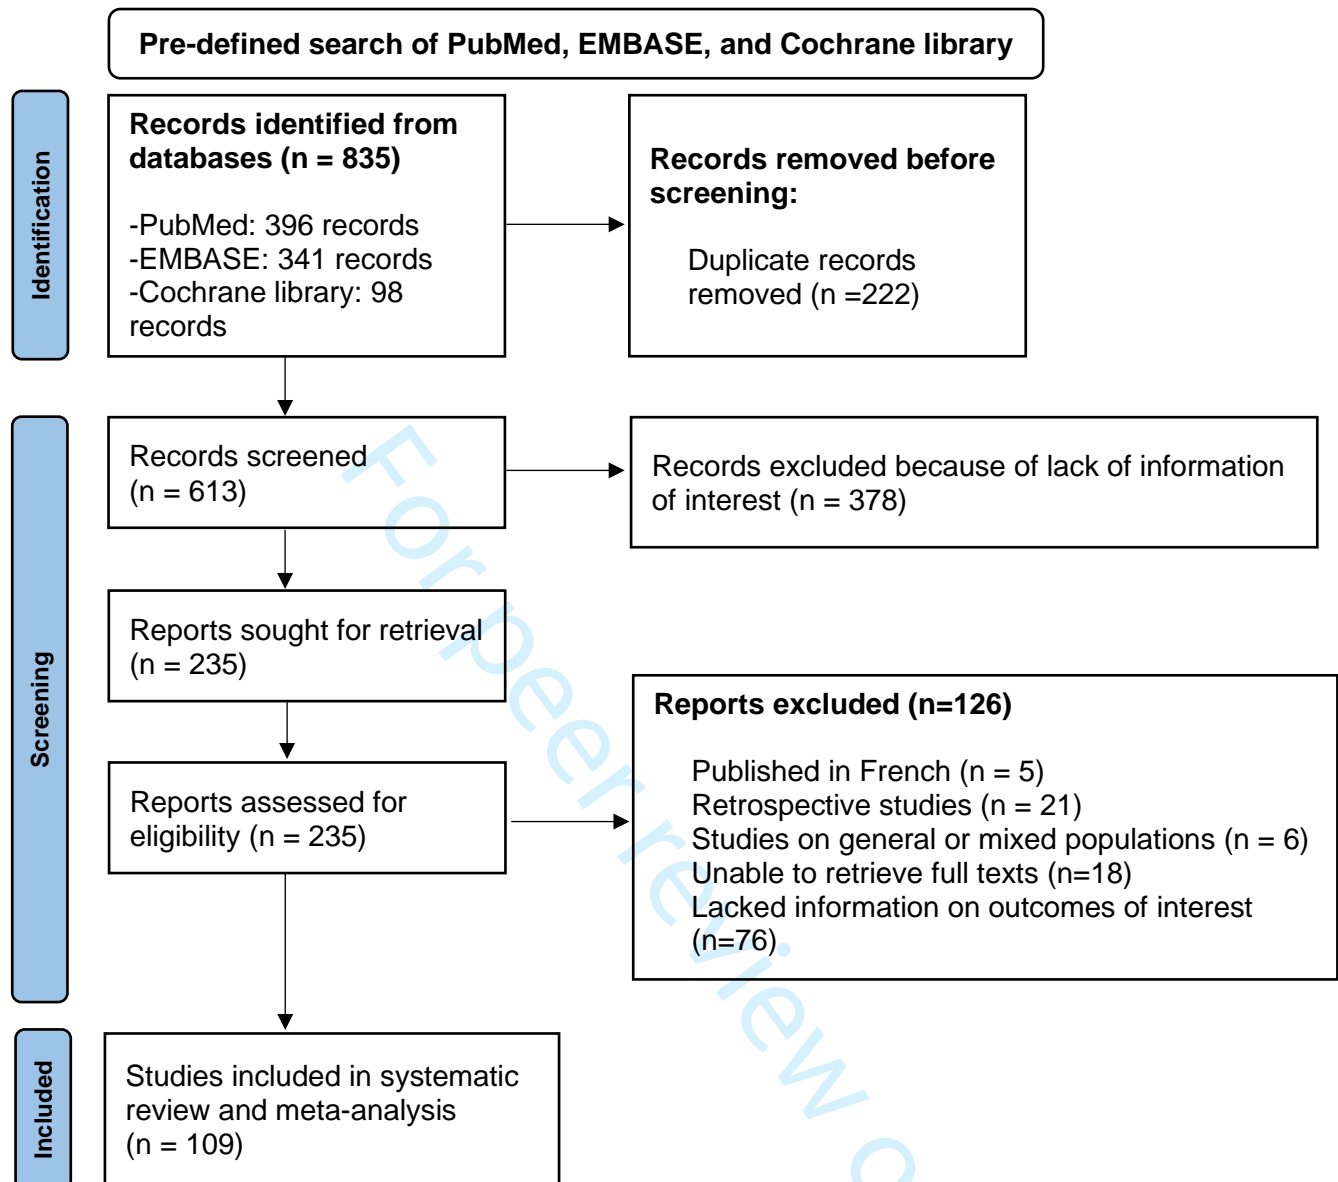 Pre-defined search of PubMed, EMBASE, and Cochrane library
Identification
Records identified from
databases (n = 835)
-PubMed: 396 records
-EMBASE: 341 records
-Cochrane library: 98
records
Records removed before
screening:
Duplicate records
removed (n =222)
Screening
Records screened
(n = 613)
Records excluded because of lack of information
of interest (n = 378)
Reports sought for retrieval
(n = 235)
Reports assessed for
eligibility (n = 235)
Reports excluded (n=126)
Published in French (n = 5)
Retrospective studies (n = 21)
Studies on general or mixed populations (n = 6)
Unable to retrieve full texts (n=18)
Lacked information on outcomes of interest
(n=76)
Included
Studies included in systematic
review and meta-analysis
(n = 109)
For peer review